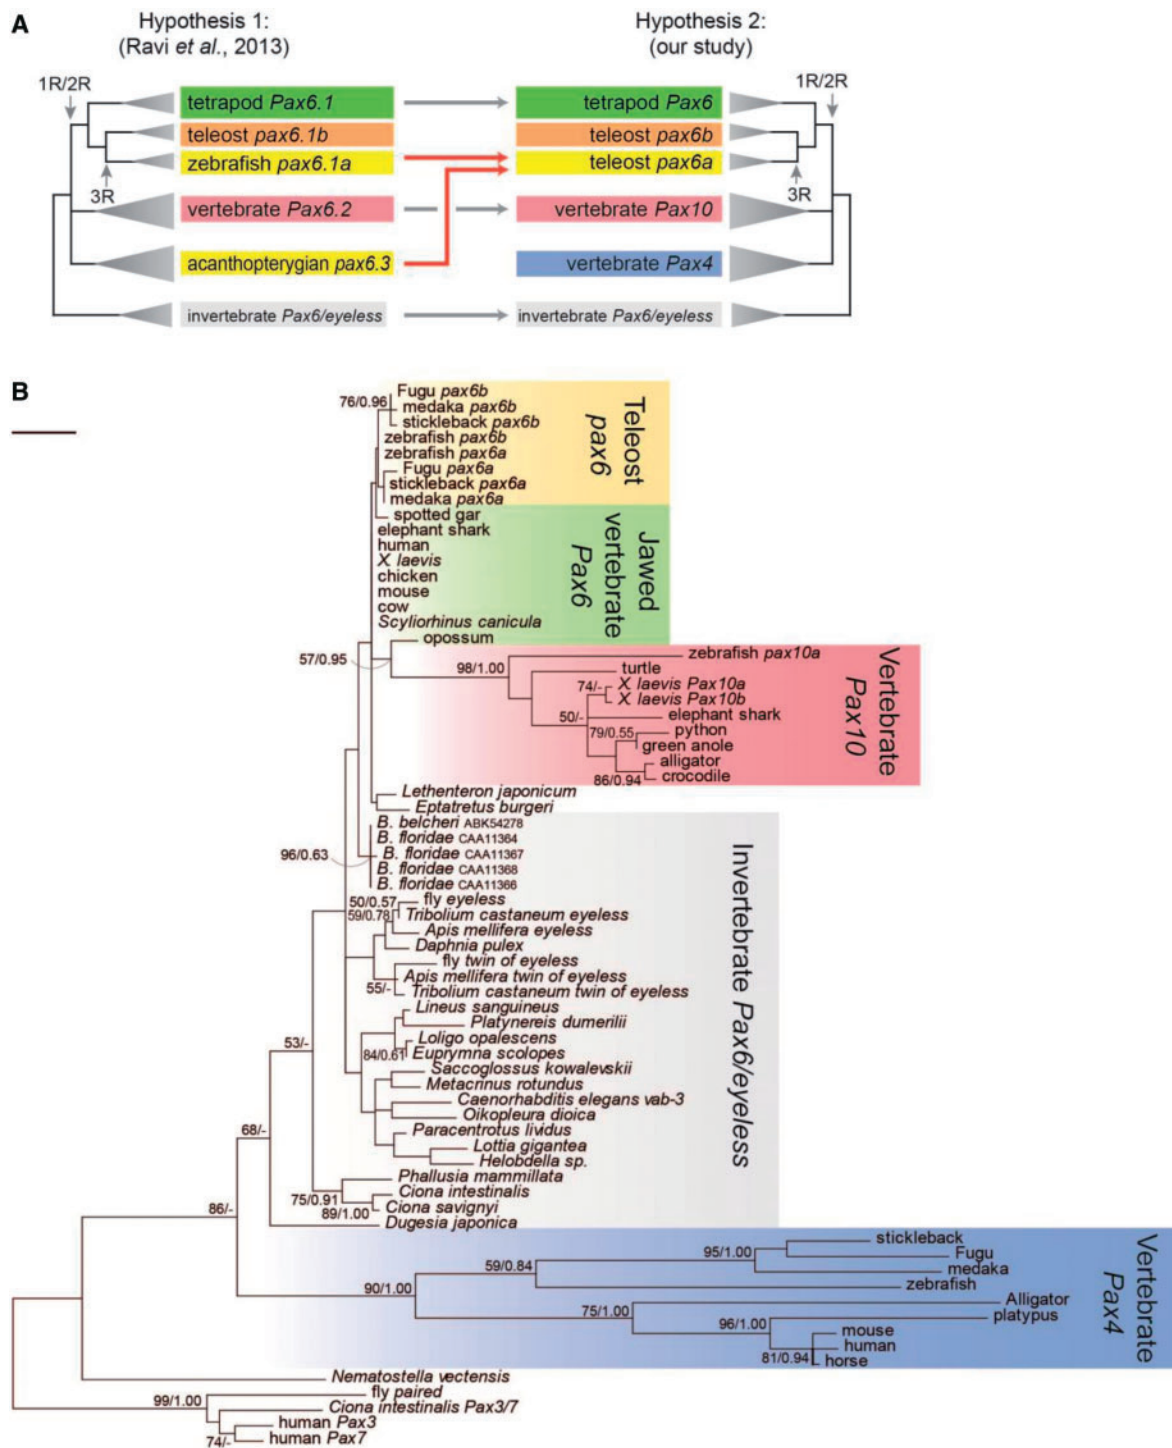 A
Hypothesis 1:
(Ravi et al., 2013)
Hypothesis 2:
(our study)
1R/2R
1R/2R
tetrapod Pax6.1
tetrapod Pax6
teleost pax6.1b
teleost pax6b
zebrafish pax6.1a
teleost pax6a
3R
3R
vertebrate Pax6.2
vertebrate Pax10
acanthopterygian pax6.3
vertebrate Pax4
invertebrate Pax6/eyeless
invertebrate Pax6/eyeless
B
Fugu pax6b
76/0.96
medaka pax6b
stickleback pax6b
zebrafish pax6b
zebrafish pax6a
Fugu pax6a
stickleback pax6a
medaka pax6a
Teleost
pax6
spotted gar
elephant shark
human
X. laevis
chicken
mouse
cow
Scyliorhinus canicula
opossum
Jawed
vertebrate
Pax6
57/0.95
98/1.00
zebrafish pax10a
turtle
74/-
X. laevis Pax10a
X. laevis Pax10b
50/-
elephant shark
79/0.55
python
green anole
alligator
86/0.94
crocodile
Vertebrate
Pax10
Lethenteron japonicum
Eptatretus burgeri
B. belcheri ABK54278
B. floridae CAA11364
96/0.63
B. floridae CAA11367
B. floridae CAA11368
B. floridae CAA11366
50/0.57
fly eyeless
59/0.78
Tribolium castaneum eyeless
Apis mellifera eyeless
Daphnia pulex
fly twin of eyeless
Apis mellifera twin of eyeless
55/-
Tribolium castaneum twin of eyeless
Lineus sanguineus
Platynereis dumerilii
Loligo opalescens
84/0.61
Euprymna scolopes
53/-
Saccoglossus kowalevskii
Metacrinus rotundus
Caenorhabditis elegans vab-3
Oikopleura dioica
Paracentrotus lividus
Lottia gigantea
Helobdella sp.
68/-
Phallusia mammillata
75/0.91
Ciona intestinalis
89/1.00
Ciona savignyi
86/-
Dugesia japonica
Invertebrate Pax6/eyeless
stickleback
95/1.00
Fugu
medaka
59/0.84
zebrafish
90/1.00
Alligator
75/1.00
platypus
96/1.00
mouse
human
81/0.94
horse
Vertebrate
Pax4
Nematostella vectensis
fly paired
99/1.00
Ciona intestinalis Pax3/7
human Pax3
74/-
human Pax7